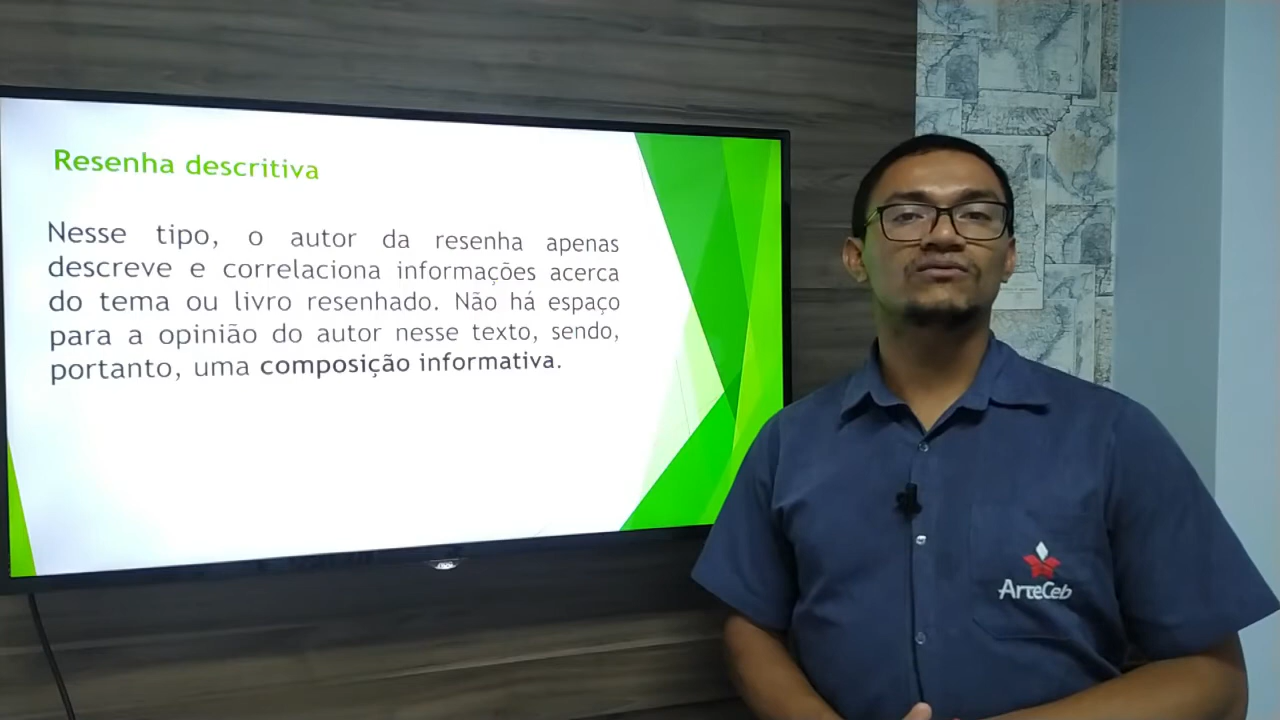 Resenha descritiva
Nesse tipo, o autor da resenha apenas
descreve e correlaciona informações acerca
do tema ou livro resenhado. Não há espaço
para a opinião do autor nesse texto, sendo,
portanto, uma composição informativa.
ArteCeb